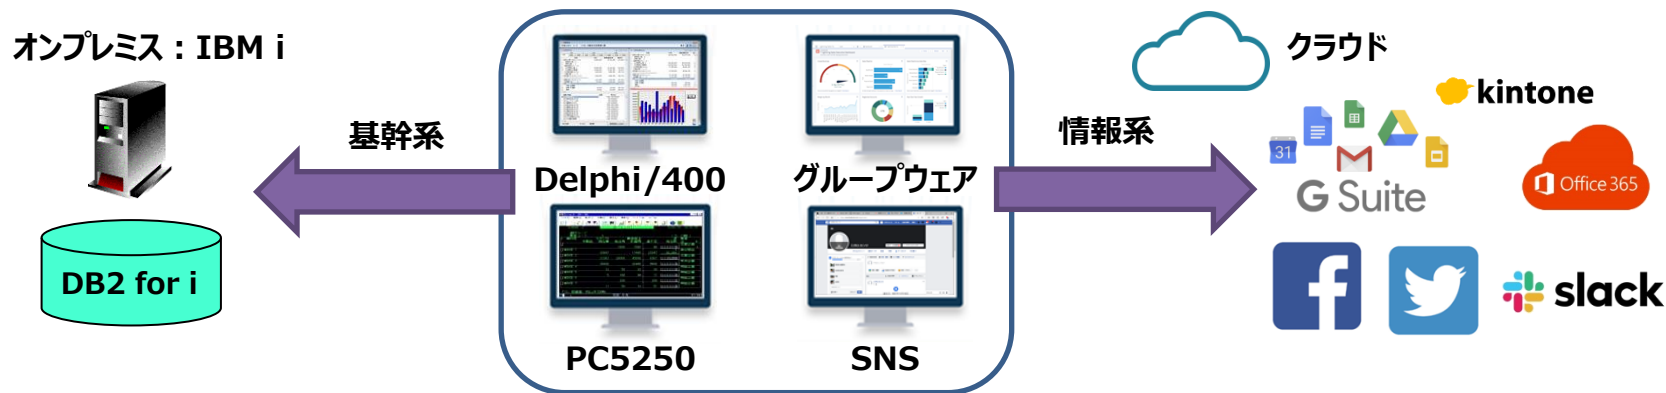 オンプレミス：IBM i
DB2 for i
基幹系
Delphi/400
グループウェア
PC5250
SNS
情報系
クラウド
kintone
31
G Suite
Office 365
slack